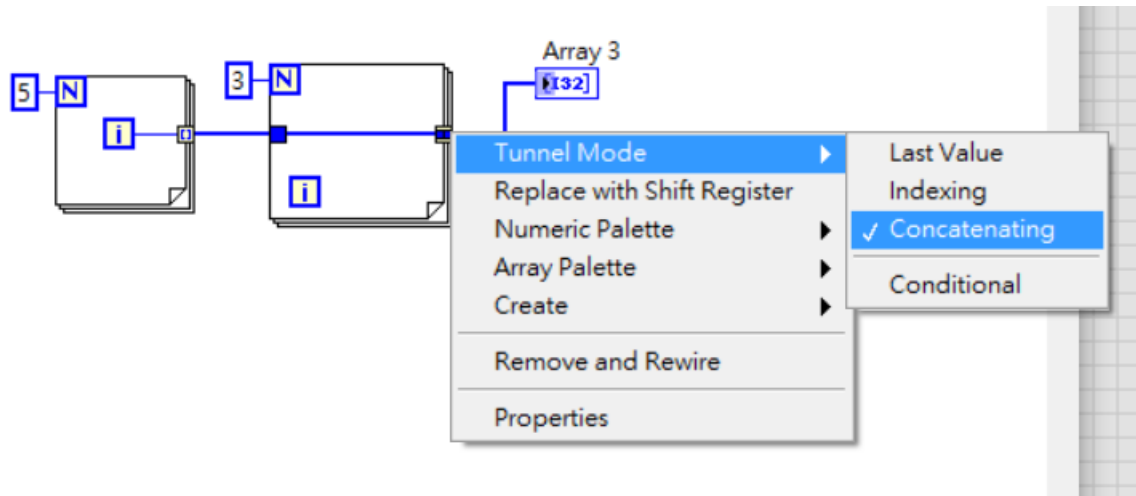 Array 3
5
N
3
N
[I32]
i
i
Tunnel Mode
Replace with Shift Register
Numeric Palette
Array Palette
Create
Remove and Rewire
Properties
Last Value
Indexing
✓ Concatenating
Conditional